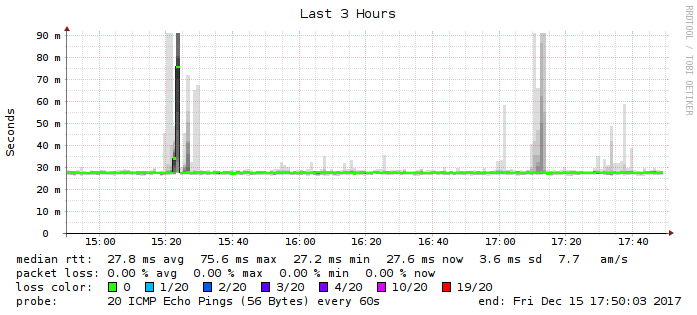 Last 3 Hours
RRDTOOL / TOBI OETIKER
Seconds
90 m
80 m
70 m
60 m
50 m
40 m
30 m
20 m
10 m
0
15:00 15:20 15:40 16:00 16:20 16:40 17:00 17:20 17:40
median rtt: 27.8 ms avg 75.6 ms max 27.2 ms min 27.6 ms now 3.6 ms sd 7.7 am/s
packet loss: 0.00 % avg 0.00 % max 0.00 % min 0.00 % now
loss color: 0 1/20 2/20 3/20 4/20 10/20 19/20
probe: 20 ICMP Echo Pings (56 Bytes) every 60s end: Fri Dec 15 17:50:03 2017